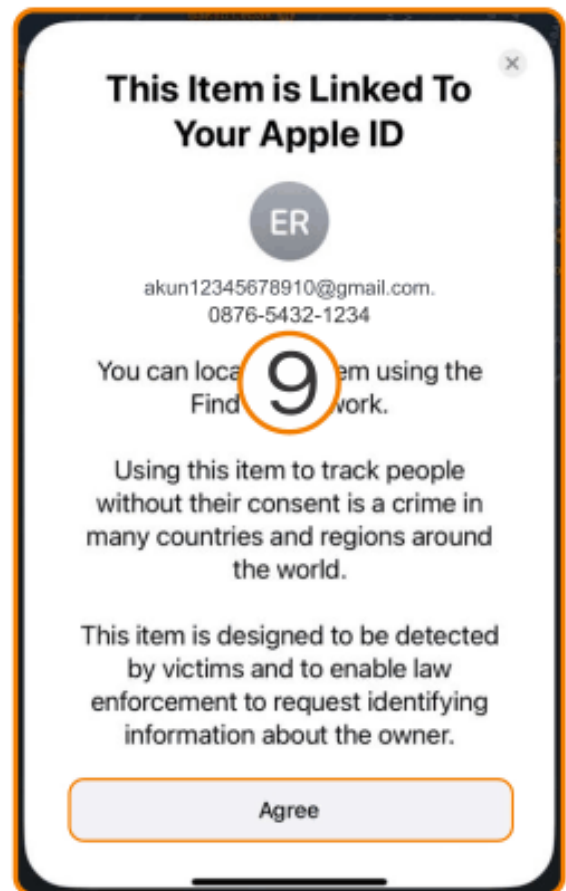 This Item is Linked To
Your Apple ID
ER
akun12345678910@gmail.com.
0876-5432-1234
You can loca em using the
Find work.
9
Using this item to track people
without their consent is a crime in
many countries and regions around
the world.
This item is designed to be detected
by victims and to enable law
enforcement to request identifying
information about the owner.
Agree